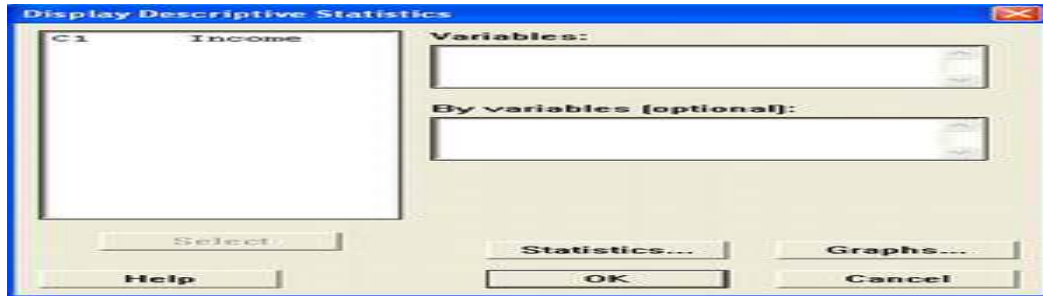 Display Descriptive Statistics
C1 Income
Variables:
By variables (optional):
Select
Statistics...
Graphs...
Help
OK
Cancel